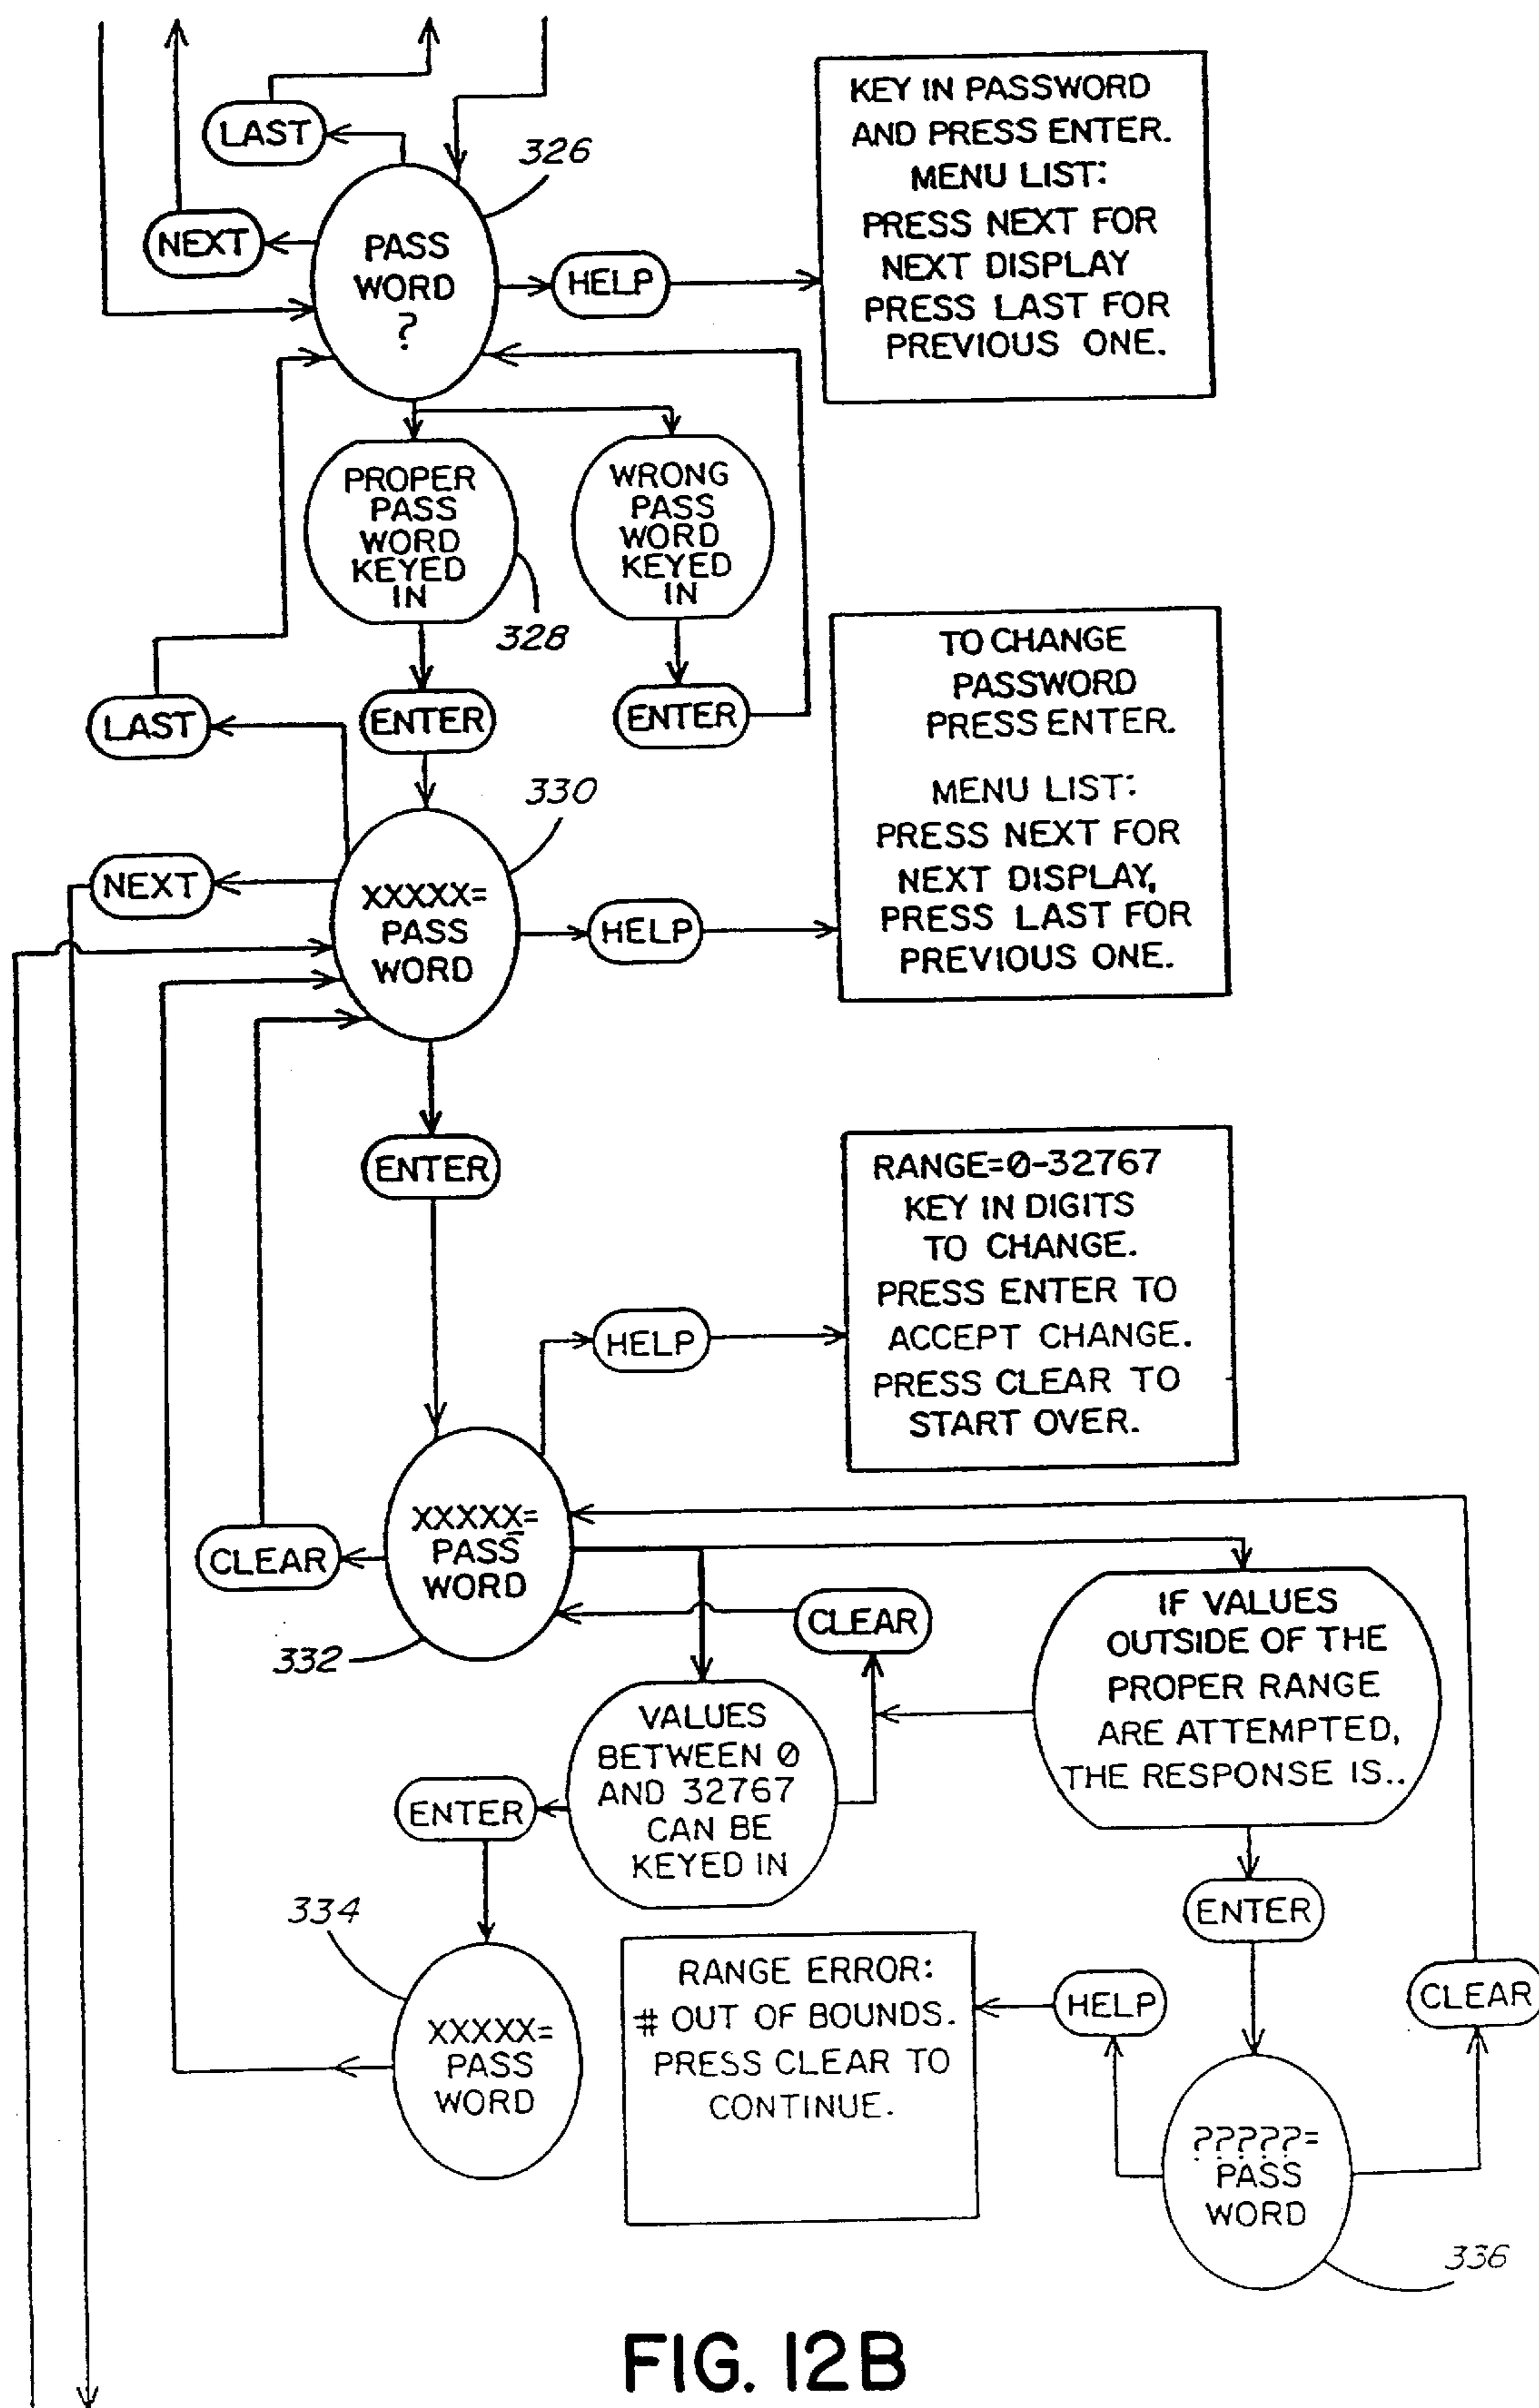 LAST
326
NEXT
PASS
WORD
?
HELP
KEY IN PASSWORD
AND PRESS ENTER.
MENU LIST:
PRESS NEXT FOR
NEXT DISPLAY
PRESS LAST FOR
PREVIOUS ONE.
PROPER
PASS
WORD
KEYED
IN
328
WRONG
PASS
WORD
KEYED
IN
LAST
ENTER
ENTER
TO CHANGE
PASSWORD
PRESS ENTER.
MENU LIST:
PRESS NEXT FOR
NEXT DISPLAY,
PRESS LAST FOR
PREVIOUS ONE.
330
NEXT
XXXXX=
PASS
WORD
HELP
ENTER
RANGE=0-32767
KEY IN DIGITS
TO CHANGE.
PRESS ENTER TO
ACCEPT CHANGE.
PRESS CLEAR TO
START OVER.
HELP
CLEAR
XXXXX=
PASS
WORD
332
CLEAR
IF VALUES
OUTSIDE OF THE
PROPER RANGE
ARE ATTEMPTED,
THE RESPONSE IS..
VALUES
BETWEEN 0
AND 32767
CAN BE
KEYED IN
ENTER
ENTER
334
XXXXX=
PASS
WORD
RANGE ERROR:
# OUT OF BOUNDS.
PRESS CLEAR TO
CONTINUE.
HELP
CLEAR
?????=
PASS
WORD
336
FIG. 12B